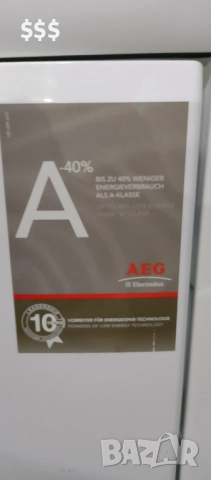 $$$
A -40%
BIS ZU 40% WENIGER
ENERGIEVERBRAUCH
ALS A-KLASSE
AEG
Electrolux
10
VORREITER FÜR ENERGIESPAR-TECHNOLOGIE
PIONEERS OF LOW ENERGY TECHNOLOGY
BAZAR